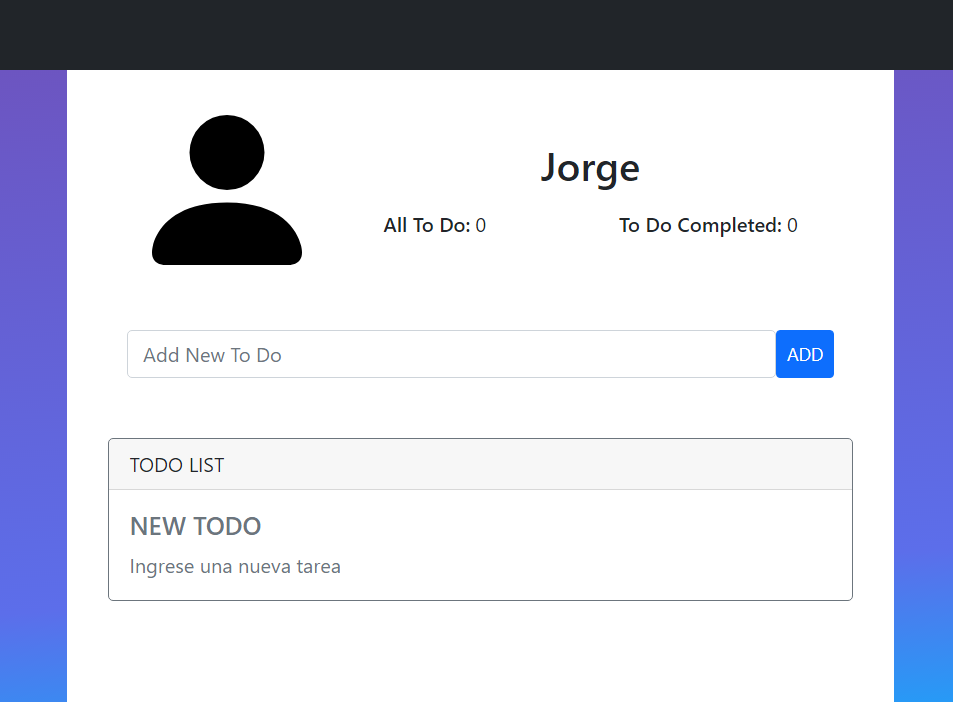 Jorge
All To Do: 0 To Do Completed: 0
Add New To Do ADD
TODO LIST
NEW TODO
Ingrese una nueva tarea